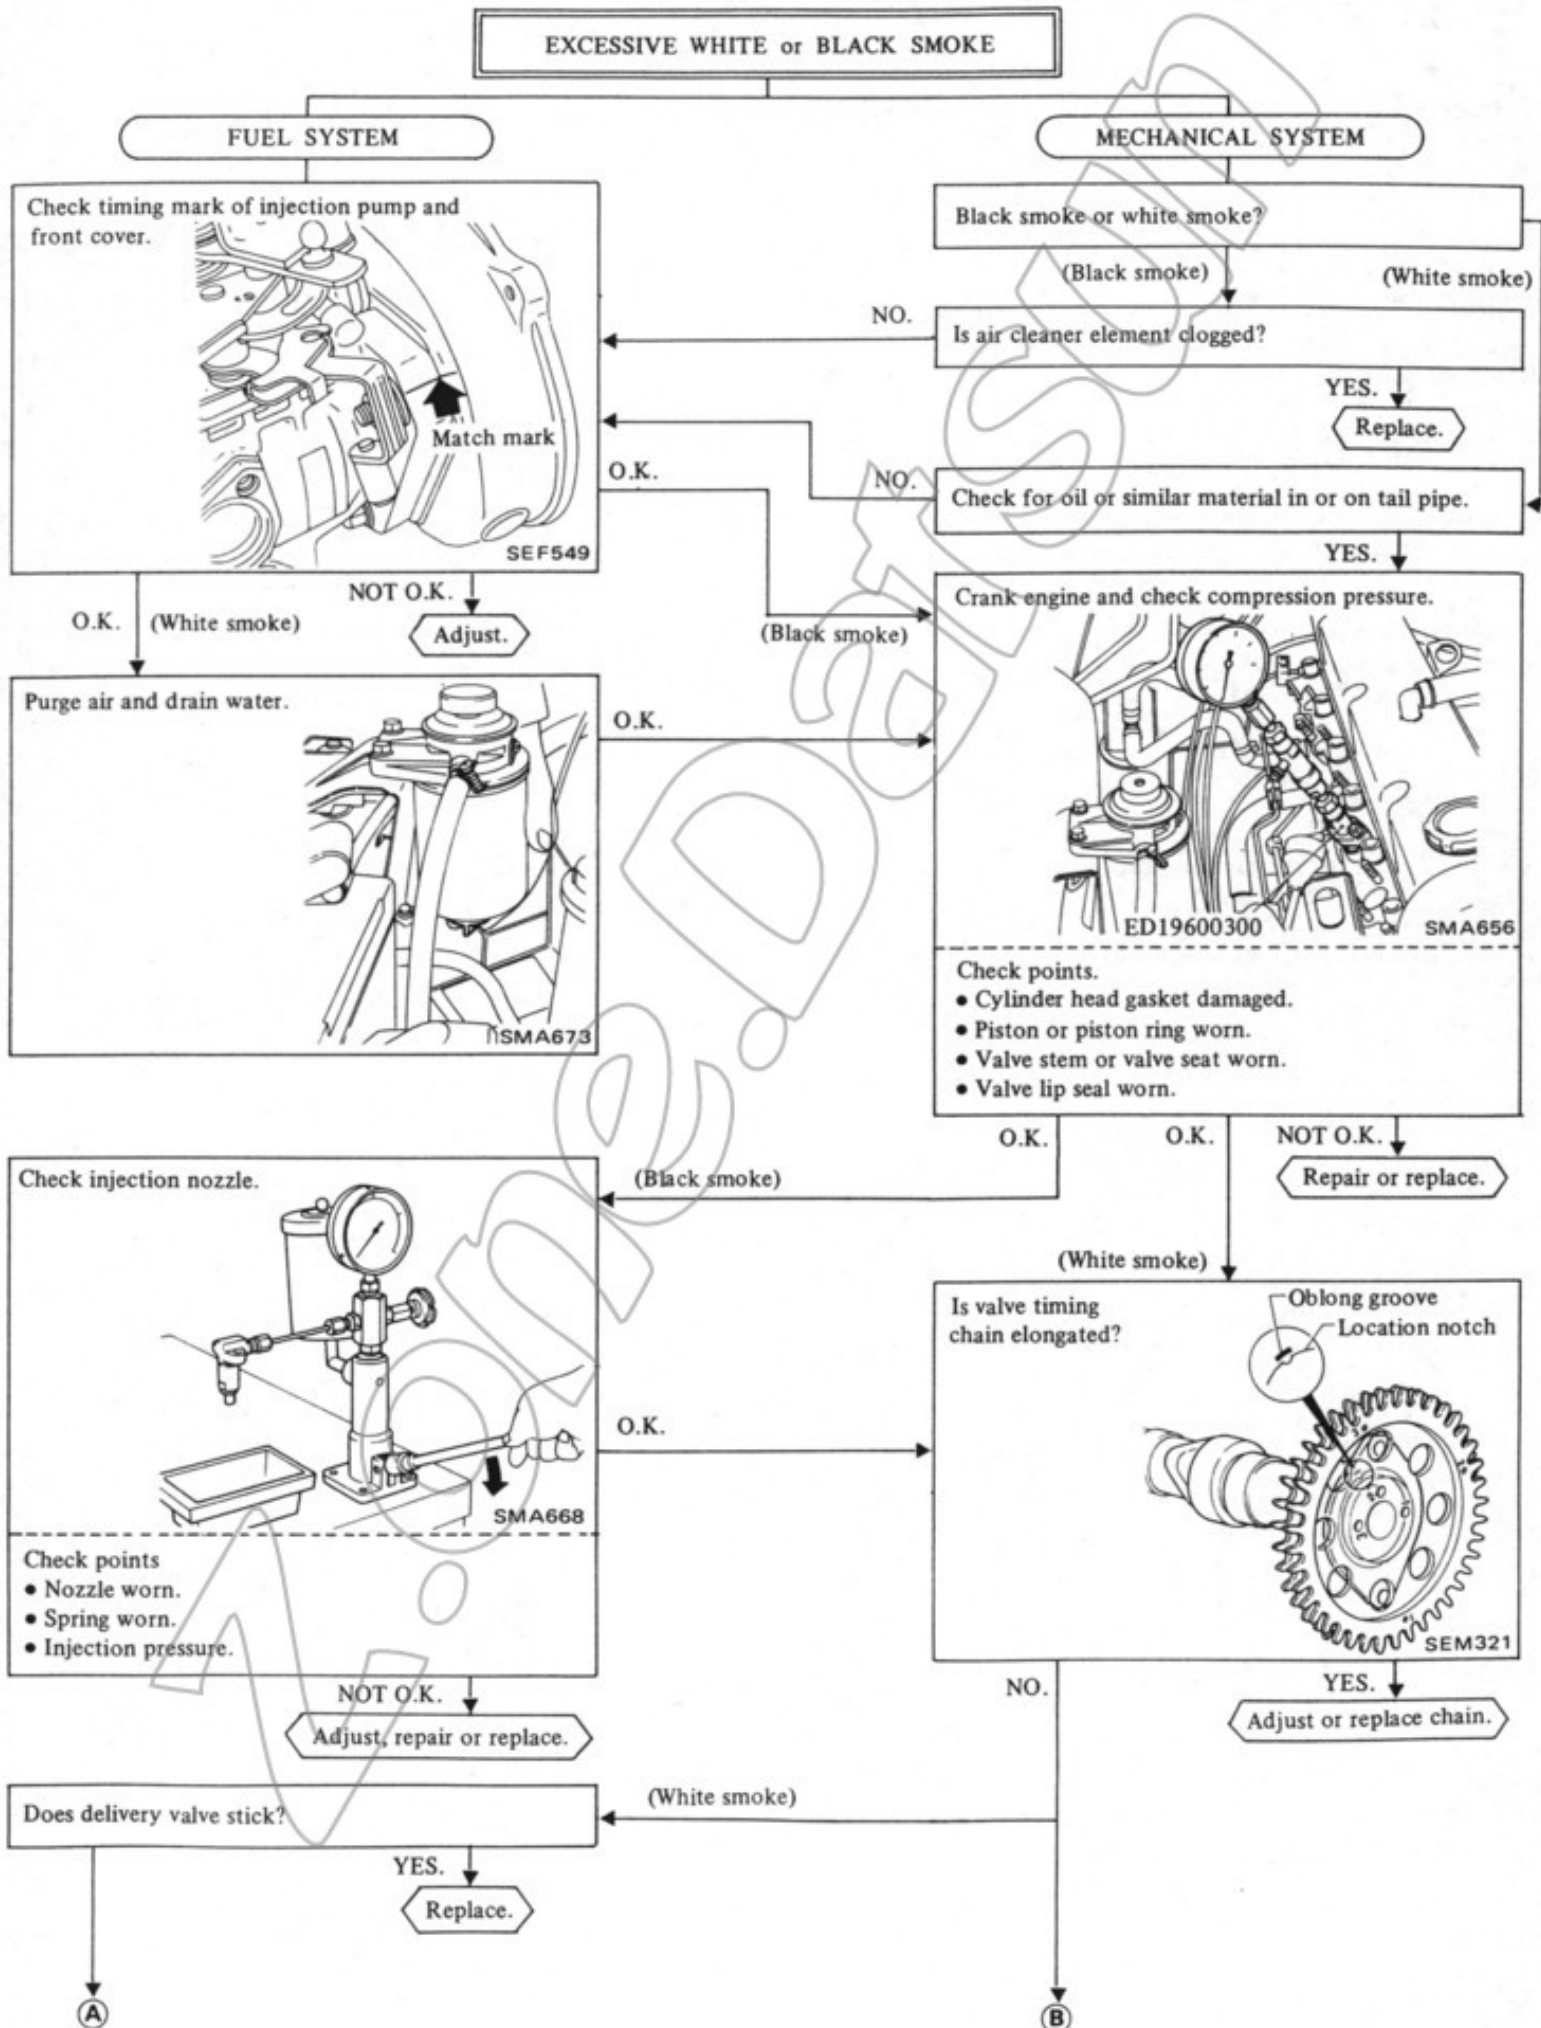 EXCESSIVE WHITE or BLACK SMOKE
FUEL SYSTEM
MECHANICAL SYSTEM
Check timing mark of injection pump and
front cover.
Match mark
SEF549
Black smoke or white smoke?
(Black smoke)
(White smoke)
NO.
Is air cleaner element clogged?
YES.
Replace.
O.K.
NO.
Check for oil or similar material in or on tail pipe.
YES.
NOT O.K.
Adjust.
O.K.
(White smoke)
(Black smoke)
Crank engine and check compression pressure.
ED19600300
SMA656
Check points.
● Cylinder head gasket damaged.
● Piston or piston ring worn.
● Valve stem or valve seat worn.
● Valve lip seal worn.
Purge air and drain water.
SMA673
O.K.
O.K.
O.K.
NOT O.K.
Repair or replace.
(Black smoke)
(White smoke)
Check injection nozzle.
SMA668
Check points
● Nozzle worn.
● Spring worn.
● Injection pressure.
O.K.
Is valve timing
chain elongated?
Oblong groove
Location notch
SEM321
NOT O.K.
Adjust, repair or replace.
NO.
YES.
Adjust or replace chain.
Does delivery valve stick?
(White smoke)
YES.
Replace.
A
B
Z.one.Datsun